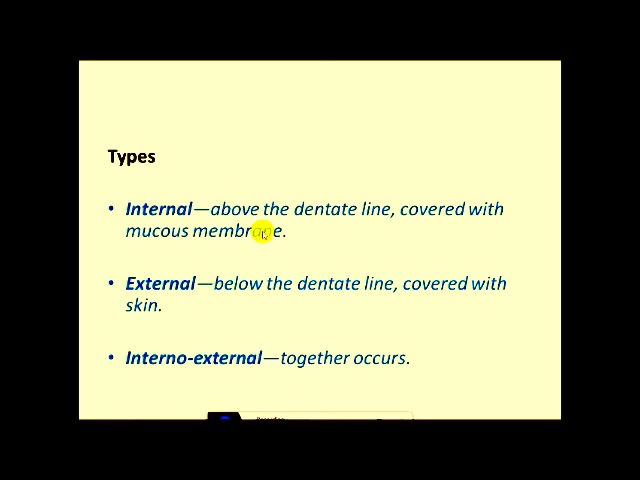 Types
• Internal—above the dentate line, covered with
mucous membrane.
• External—below the dentate line, covered with
skin.
• Interno-external—together occurs.